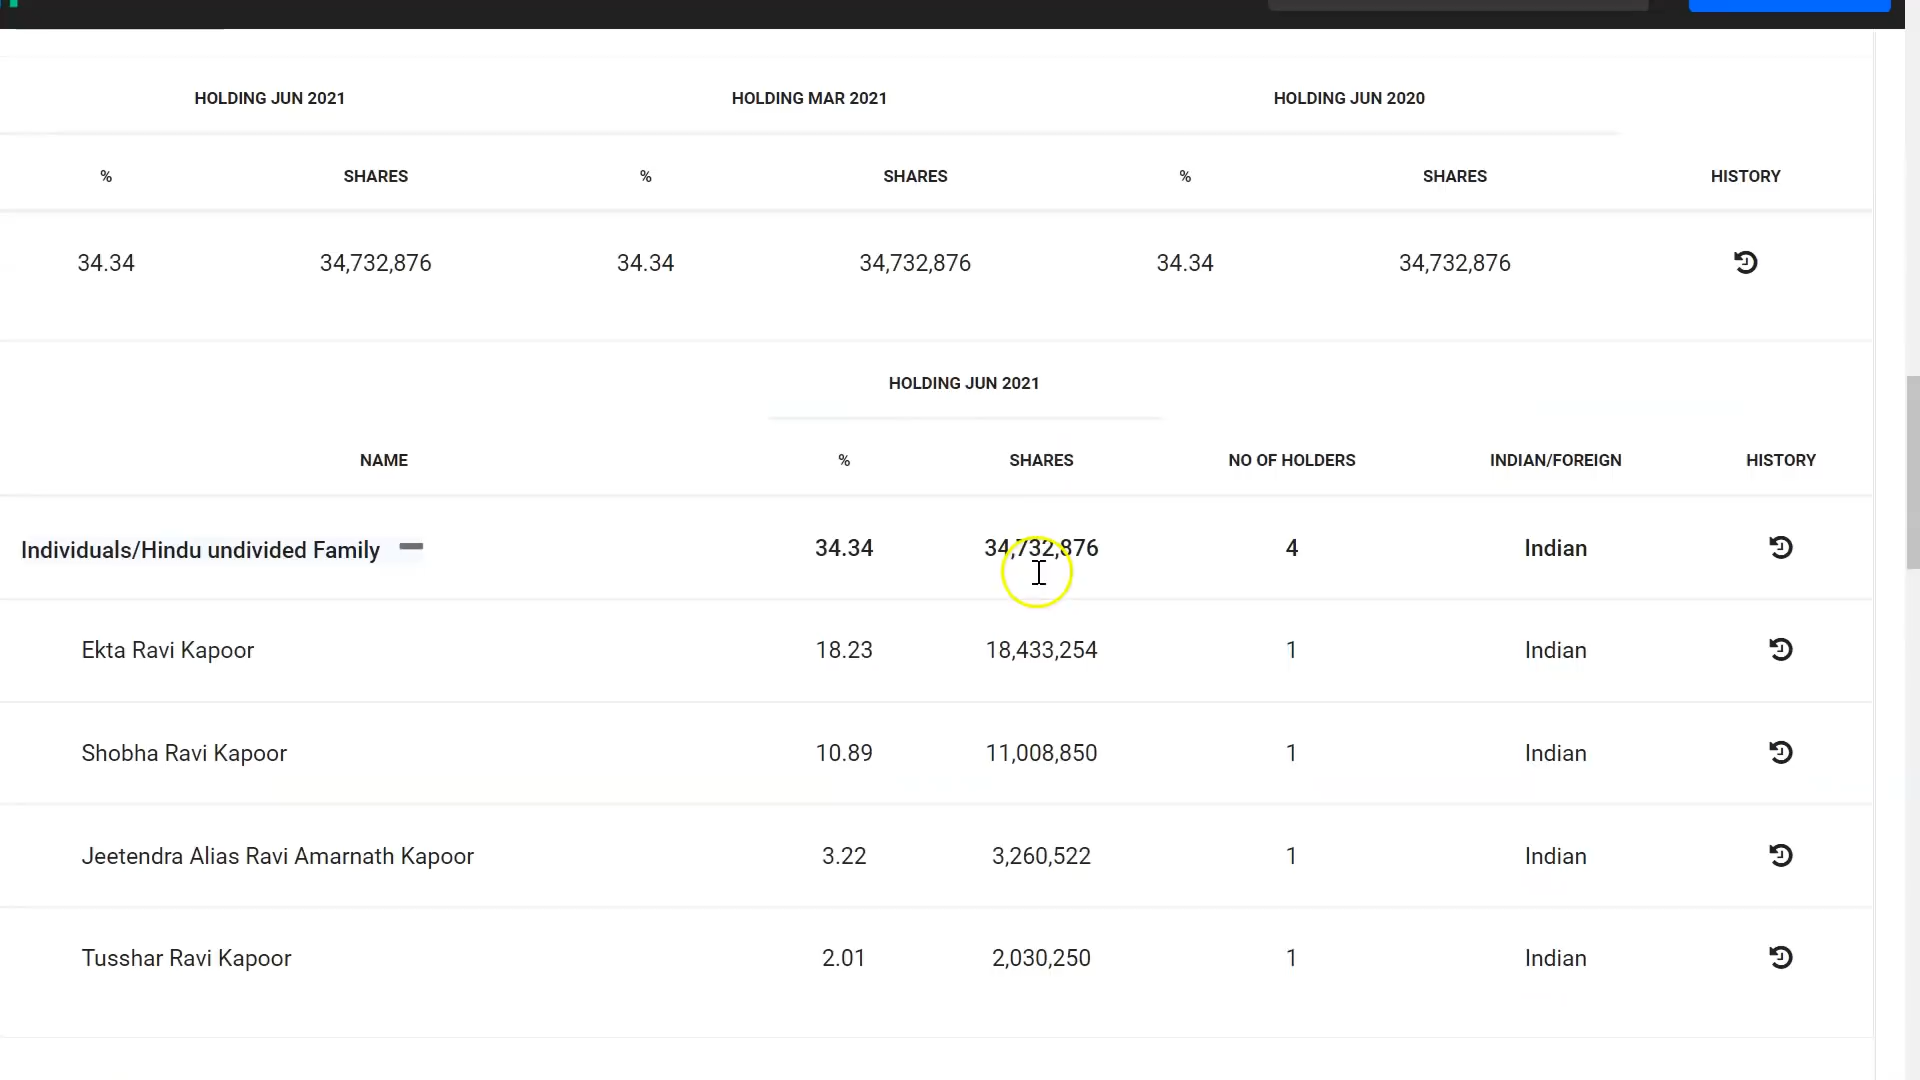 HOLDING JUN 2021 HOLDING MAR 2021 HOLDING JUN 2020
% SHARES % SHARES % SHARES HISTORY
34.34 34,732,876 34.34 34,732,876 34.34 34,732,876
HOLDING JUN 2021
NAME % SHARES NO OF HOLDERS INDIAN/FOREIGN HISTORY
Individuals/Hindu undivided Family 34.34 34,732,876 4 Indian
Ekta Ravi Kapoor 18.23 18,433,254 1 Indian
Shobha Ravi Kapoor 10.89 11,008,850 1 Indian
Jeetendra Alias Ravi Amarnath Kapoor 3.22 3,260,522 1 Indian
Tusshar Ravi Kapoor 2.01 2,030,250 1 Indian